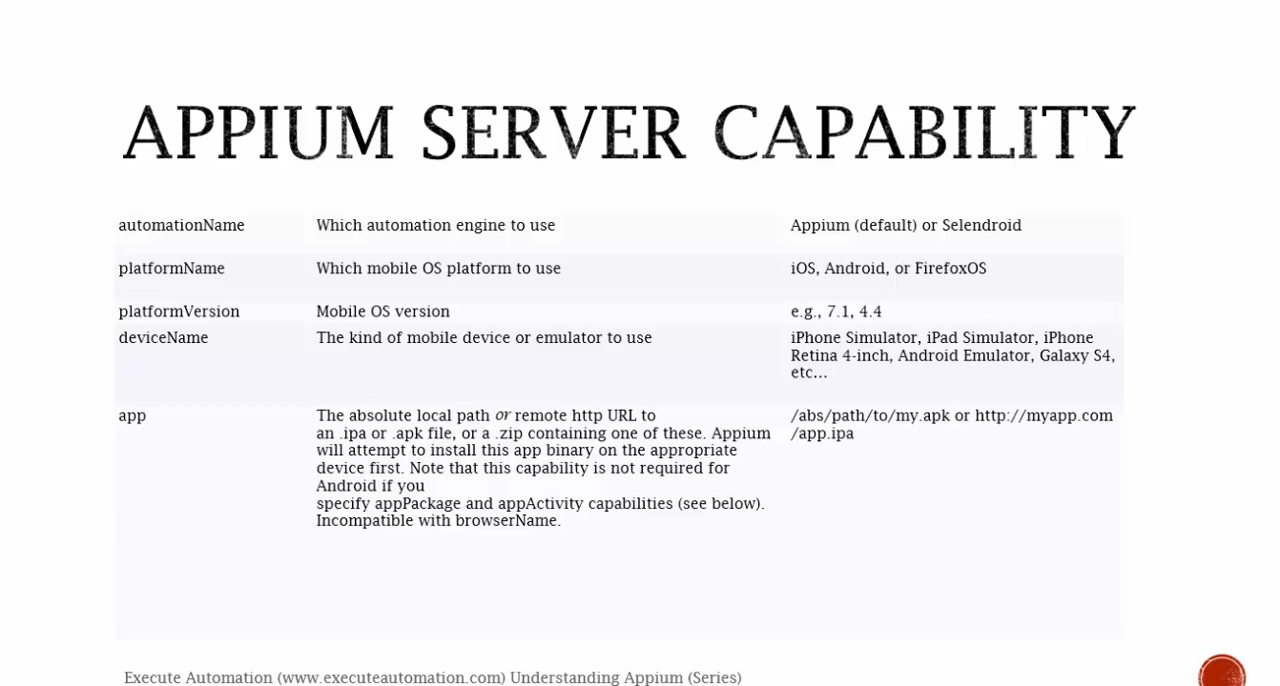 APPIUM SERVER CAPABILITY
automationName Which automation engine to use Appium (default) or Selendroid
platformName Which mobile OS platform to use iOS, Android, or FirefoxOS
platformVersion Mobile OS version e.g., 7.1, 4.4
deviceName The kind of mobile device or emulator to use iPhone Simulator, iPad Simulator, iPhone
Retina 4-inch, Android Emulator, Galaxy S4,
etc…
app The absolute local path or remote http URL to /abs/path/to/my.apk or http://myapp.com
an .ipa or .apk file, or a .zip containing one of these. Appium /app.ipa
will attempt to install this app binary on the appropriate
device first. Note that this capability is not required for
Android if you
specify appPackage and appActivity capabilities (see below).
Incompatible with browserName.
Execute Automation (www.executeautomation.com) Understanding Appium (Series)